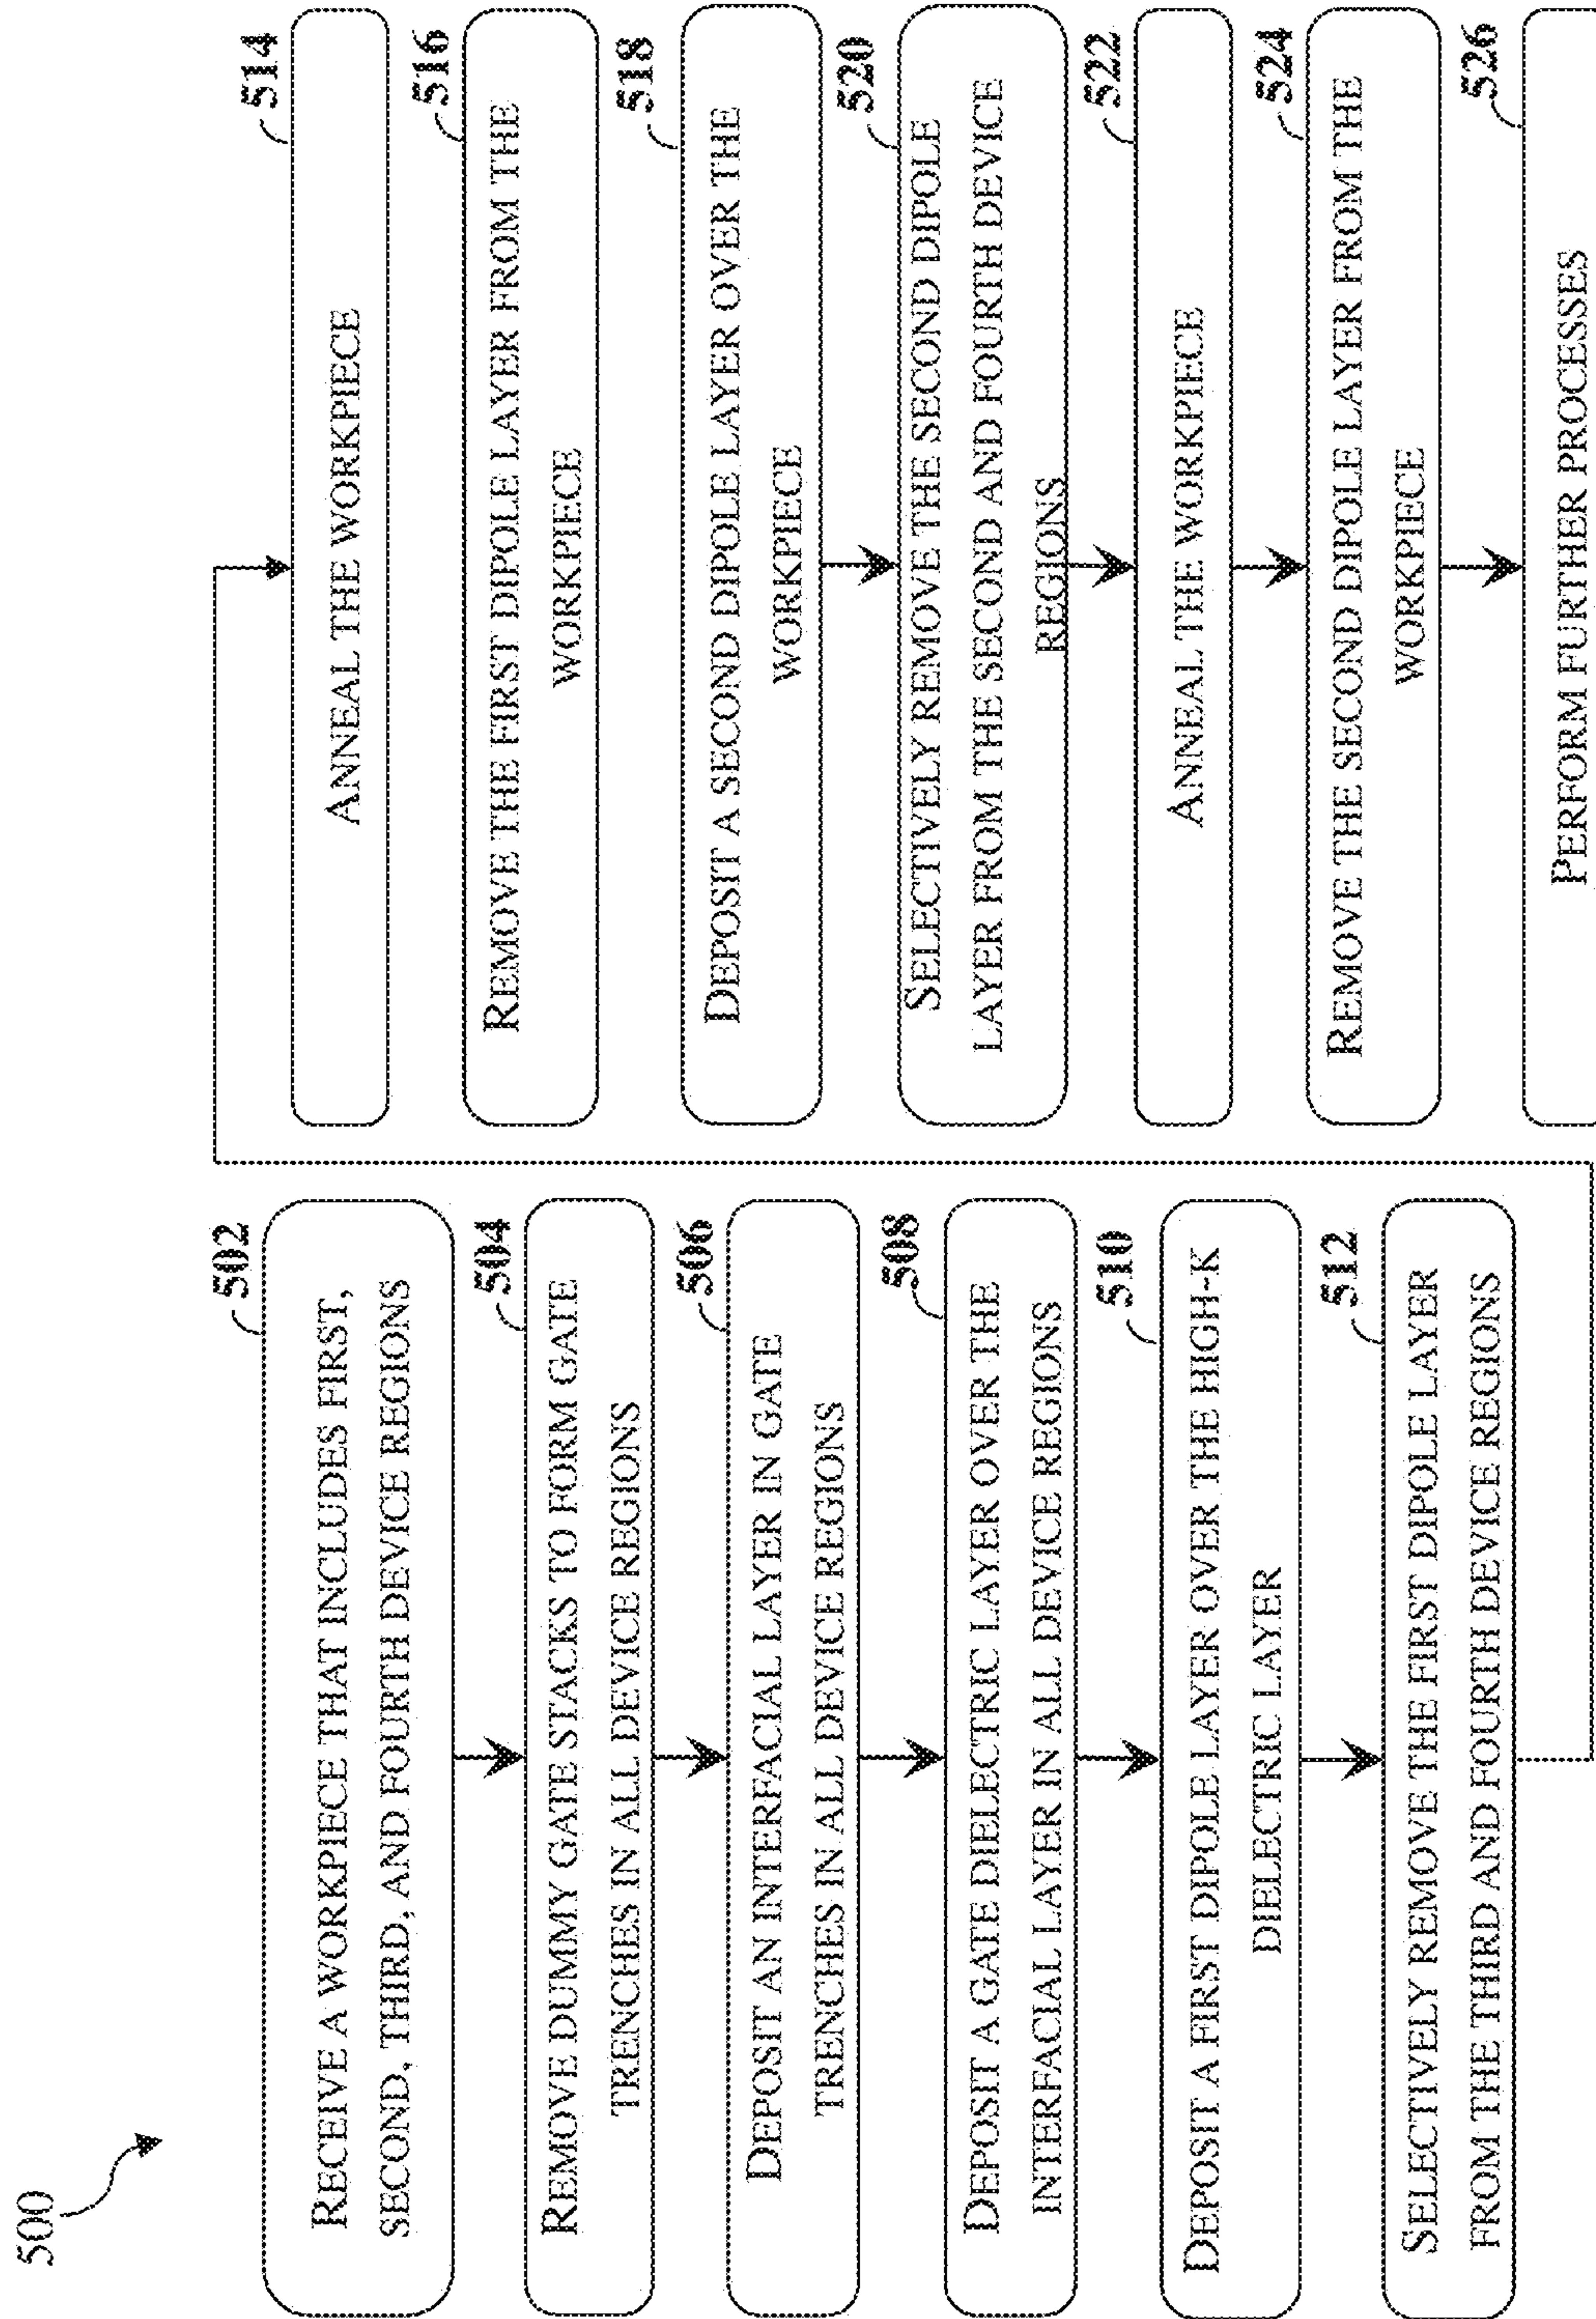 500
502
RECEIVE A WORKPIECE THAT INCLUDES FIRST,
SECOND, THIRD, AND FOURTH DEVICE REGIONS
504
REMOVE DUMMY GATE STACKS TO FORM GATE
TRENCHES IN ALL DEVICE REGIONS
506
DEPOSIT AN INTERFACIAL LAYER IN GATE
TRENCHES IN ALL DEVICE REGIONS
508
DEPOSIT A GATE DIELECTRIC LAYER OVER THE
INTERFACIAL LAYER IN ALL DEVICE REGIONS
510
DEPOSIT A FIRST DIPOLE LAYER OVER THE HIGH-K
DIELECTRIC LAYER
512
SELECTIVELY REMOVE THE FIRST DIPOLE LAYER
FROM THE THIRD AND FOURTH DEVICE REGIONS
514
ANNEAL THE WORKPIECE
516
REMOVE THE FIRST DIPOLE LAYER FROM THE
WORKPIECE
518
DEPOSIT A SECOND DIPOLE LAYER OVER THE
WORKPIECE
520
SELECTIVELY REMOVE THE SECOND DIPOLE
LAYER FROM THE SECOND AND FOURTH DEVICE
REGIONS
522
ANNEAL THE WORKPIECE
524
REMOVE THE SECOND DIPOLE LAYER FROM THE
WORKPIECE
526
PERFORM FURTHER PROCESSES